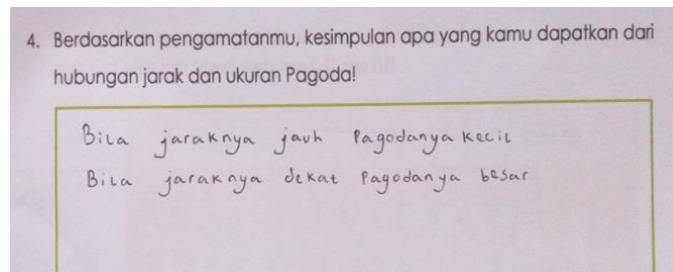 4. Berdasarkan pengamatanmu, kesimpulan apa yang kamu dapatkan dari
hubungan jarak dan ukuran Pagoda!
Bila jaraknya jauh Pagodanya kecil
Bila jaraknya dekat Pagodanya besar